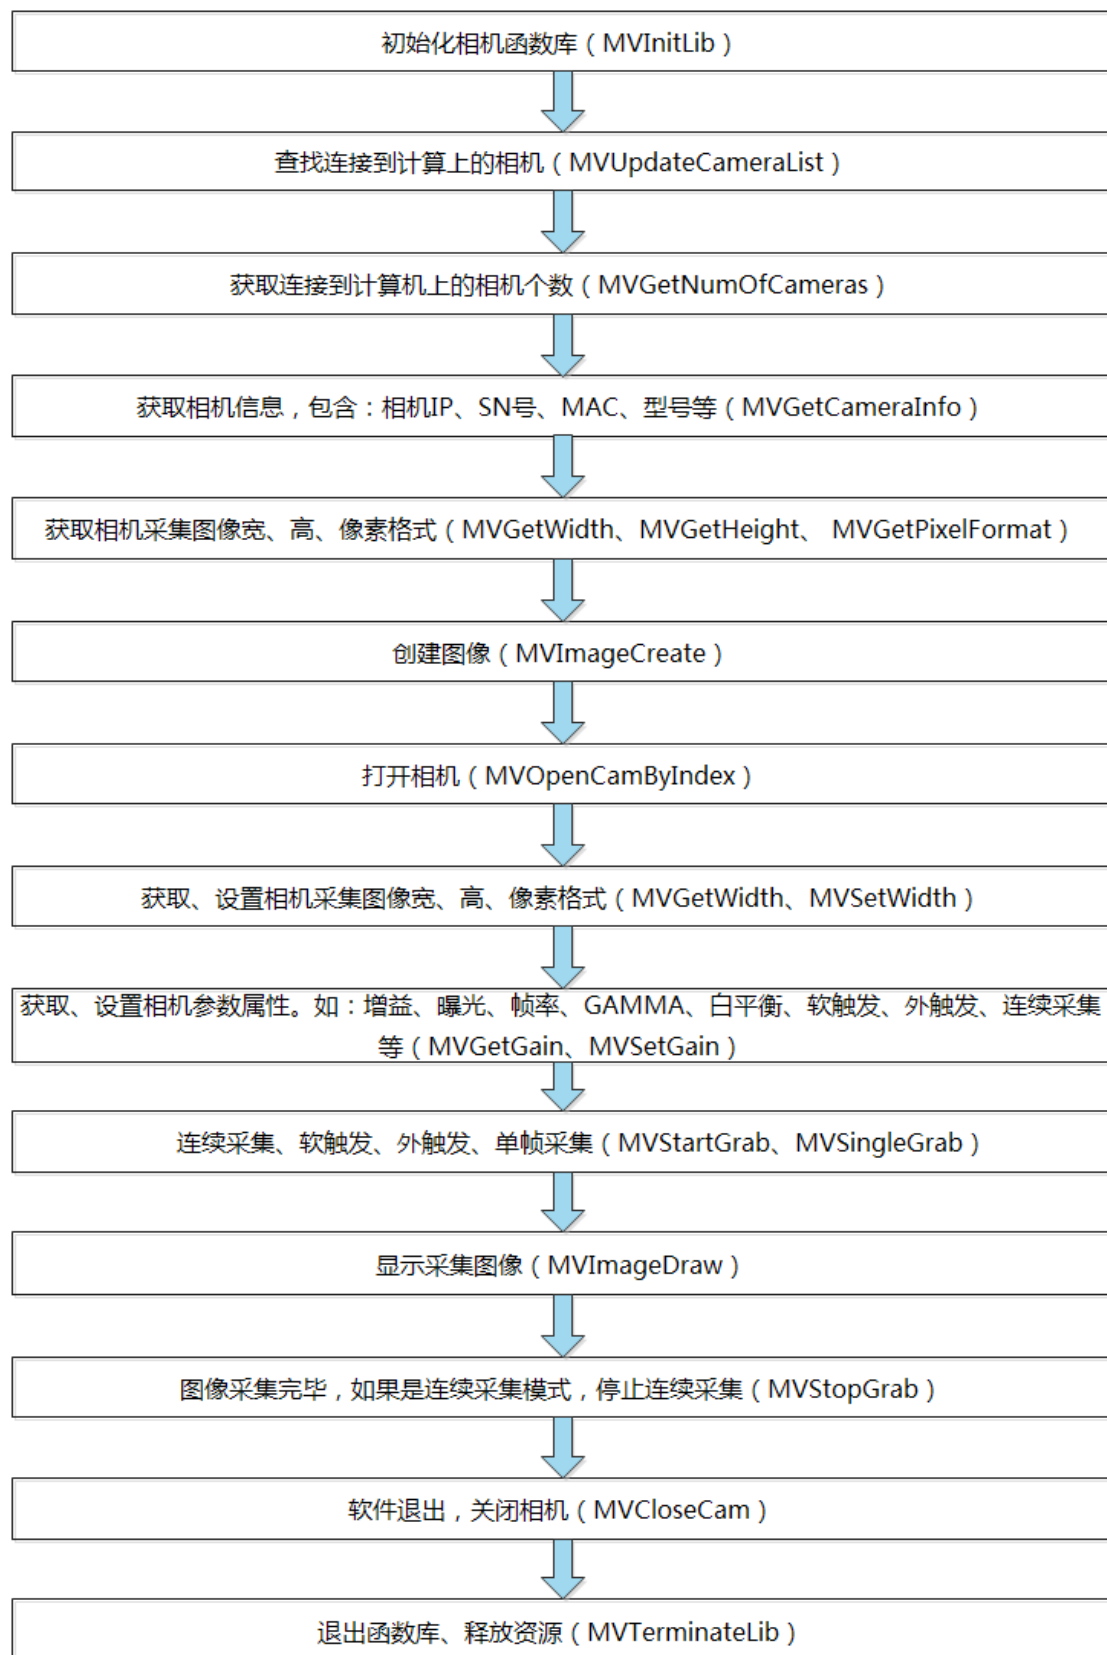 初始化相机函数库（MVInitLib）
查找连接到计算上的相机（MVUpdateCameraList）
获取连接到计算机上的相机个数（MVGetNumOfCameras）
获取相机信息，包含：相机IP、SN号、MAC、型号等（MVGetCameraInfo）
获取相机采集图像宽、高、像素格式（MVGetWidth、MVGetHeight、 MVGetPixelFormat）
创建图像（MVImageCreate）
打开相机（MVOpenCamByIndex）
获取、设置相机采集图像宽、高、像素格式（MVGetWidth、MVSetWidth）
获取、设置相机参数属性。如：增益、曝光、帧率、GAMMA、白平衡、软触发、外触发、连续采集
等（MVGetGain、MVSetGain）
连续采集、软触发、外触发、单帧采集（MVStartGrab、MVSingleGrab）
显示采集图像（MVImageDraw）
图像采集完毕，如果是连续采集模式，停止连续采集（MVStopGrab）
软件退出，关闭相机（MVCloseCam）
退出函数库、释放资源（MVTerminateLib）